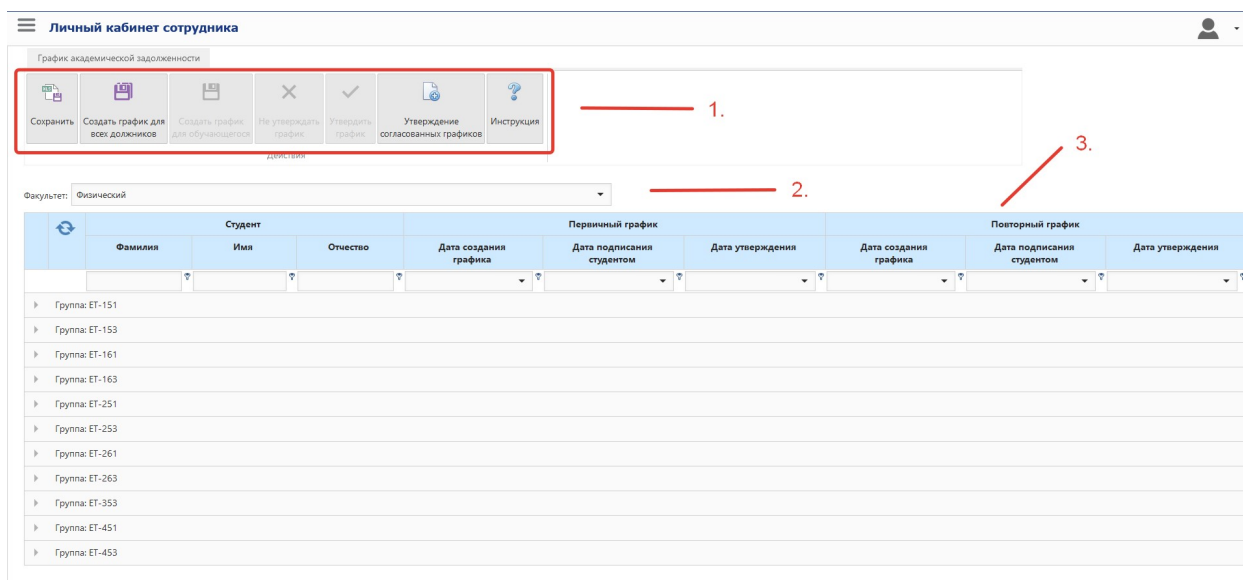 Личный кабинет сотрудника
График академической задолженности
Сохранить
Создать график для
всех должников
Создать график
для обучающегося
Не утверждать
график
Утвердить
график
Утверждение
согласованных графиков
Инструкция
Действия
1.
3.
Факультет: Физический
2.
Студент Первичный график Повторный график
Фамилия Имя Отчество Дата создания Дата подписания Дата утверждения Дата создания Дата подписания Дата утверждения
графика студентом графика студентом
Группа: ЕТ-151
Группа: ЕТ-153
Группа: ЕТ-161
Группа: ЕТ-163
Группа: ЕТ-251
Группа: ЕТ-253
Группа: ЕТ-261
Группа: ЕТ-263
Группа: ЕТ-353
Группа: ЕТ-451
Группа: ЕТ-453